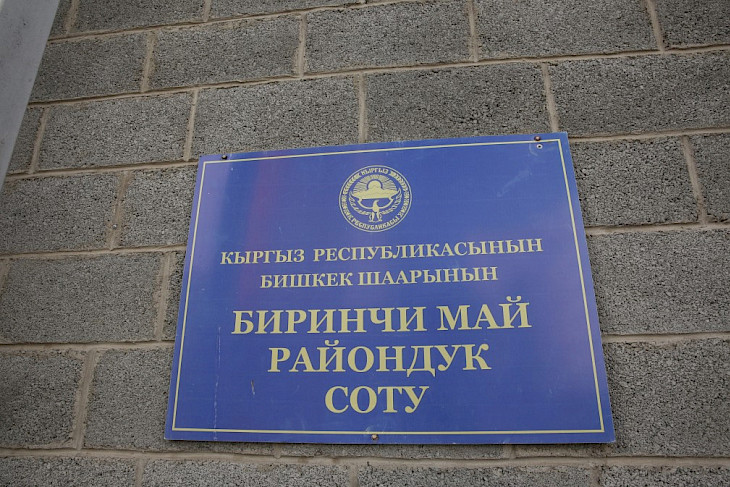 КЫРГЫЗ РЕСПУБЛИКАСЫНЫН
БИШКЕК ШААРЫНЫН
БИРИНЧИ МАЙ
РАЙОНДУК
СОТУ